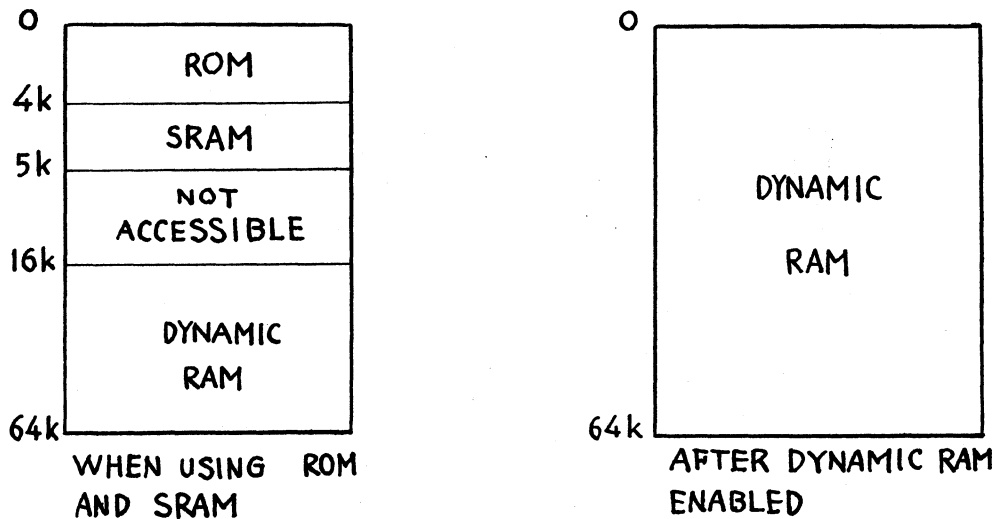 0
ROM
4k
SRAM
5k
NOT
ACCESSIBLE
16k
DYNAMIC
RAM
64k
WHEN USING ROM
AND SRAM
0
DYNAMIC
RAM
64k
AFTER DYNAMIC RAM
ENABLED